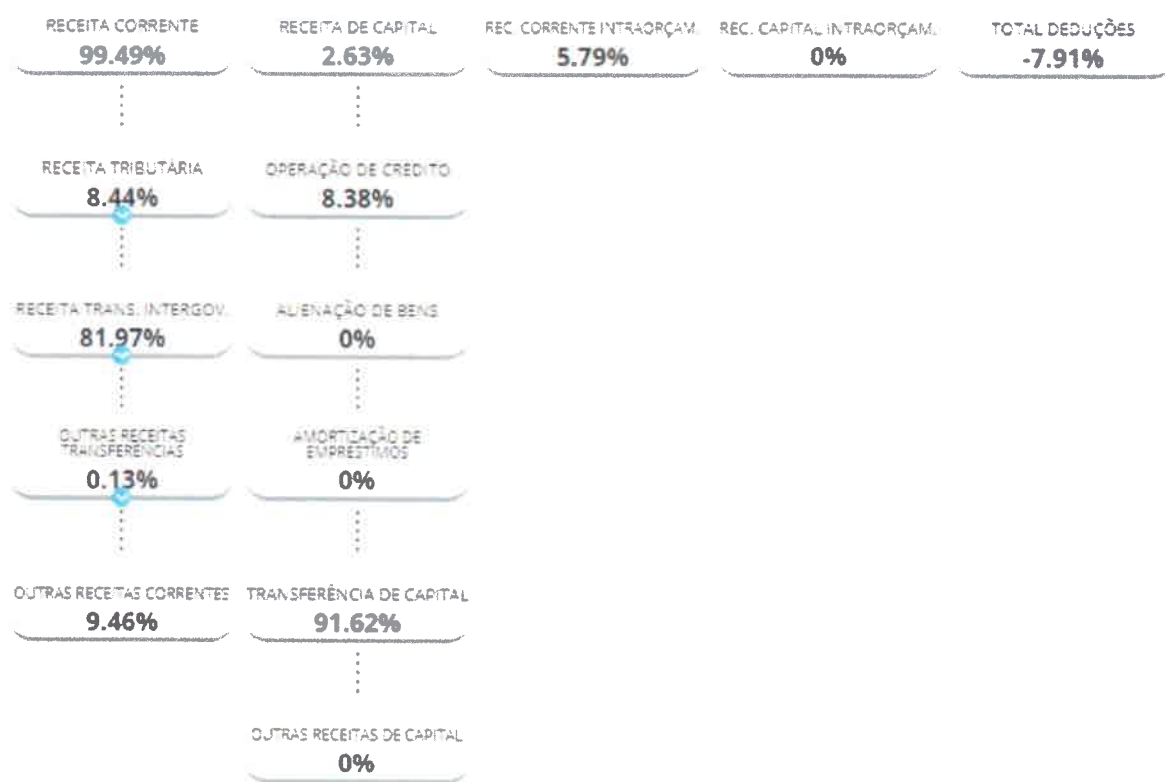 RECEITA CORRENTE
99.49%
RECEITA DE CAPITAL
2.63%
REC. CORRENTE INTRAORÇAM.
5.79%
REC. CAPITAL INTRAORÇAM.
0%
TOTAL DEDUÇÕES
-7.91%
RECEITA TRIBUTÁRIA
8.44%
OPERAÇÃO DE CRÉDITO
8.38%
RECEITA TRANS. INTERGOV.
81.97%
ALIENAÇÃO DE BENS
0%
OUTRAS RECEITAS
TRANSFERÊNCIAS
0.13%
AMORTIZAÇÃO DE
EMPRÉSTIMOS
0%
OUTRAS RECEITAS CORRENTES
9.46%
TRANSFERÊNCIA DE CAPITAL
91.62%
OUTRAS RECEITAS DE CAPITAL
0%